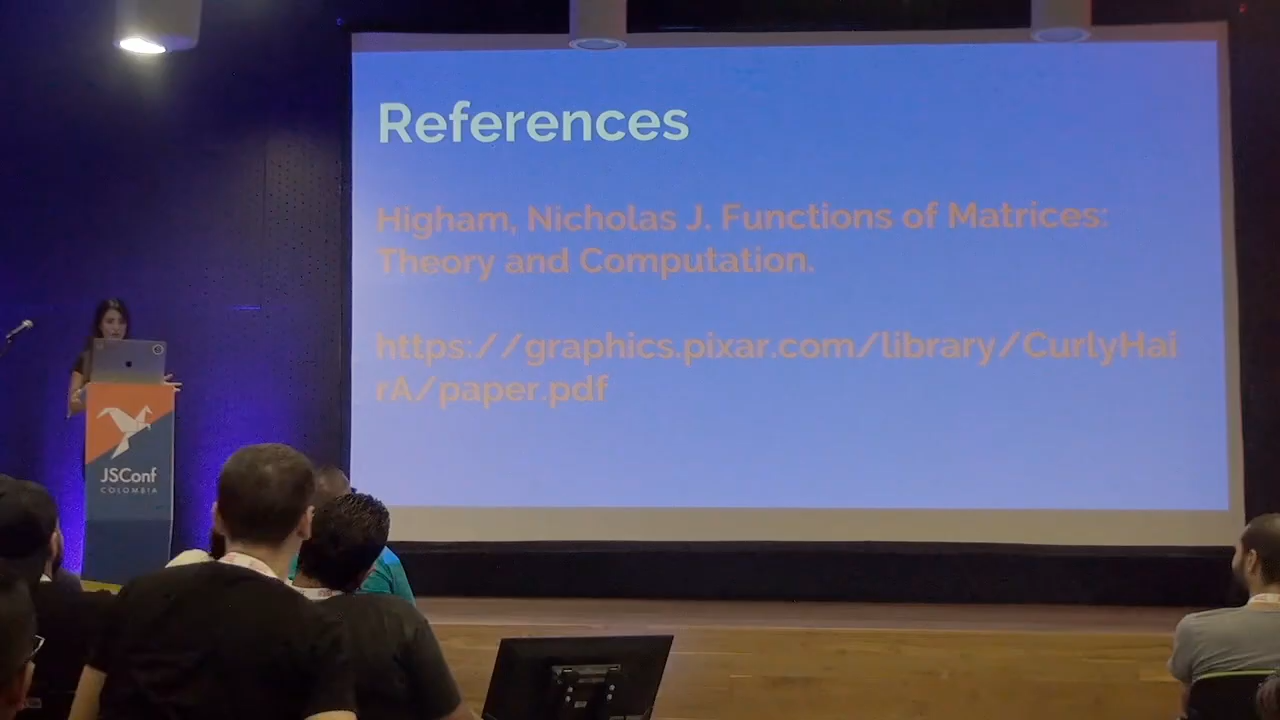 References
Higham, Nicholas J. Functions of Matrices:
Theory and Computation.
https://graphics.pixar.com/library/CurlyHai
rA/paper.pdf
JSConf
COLOMBIA